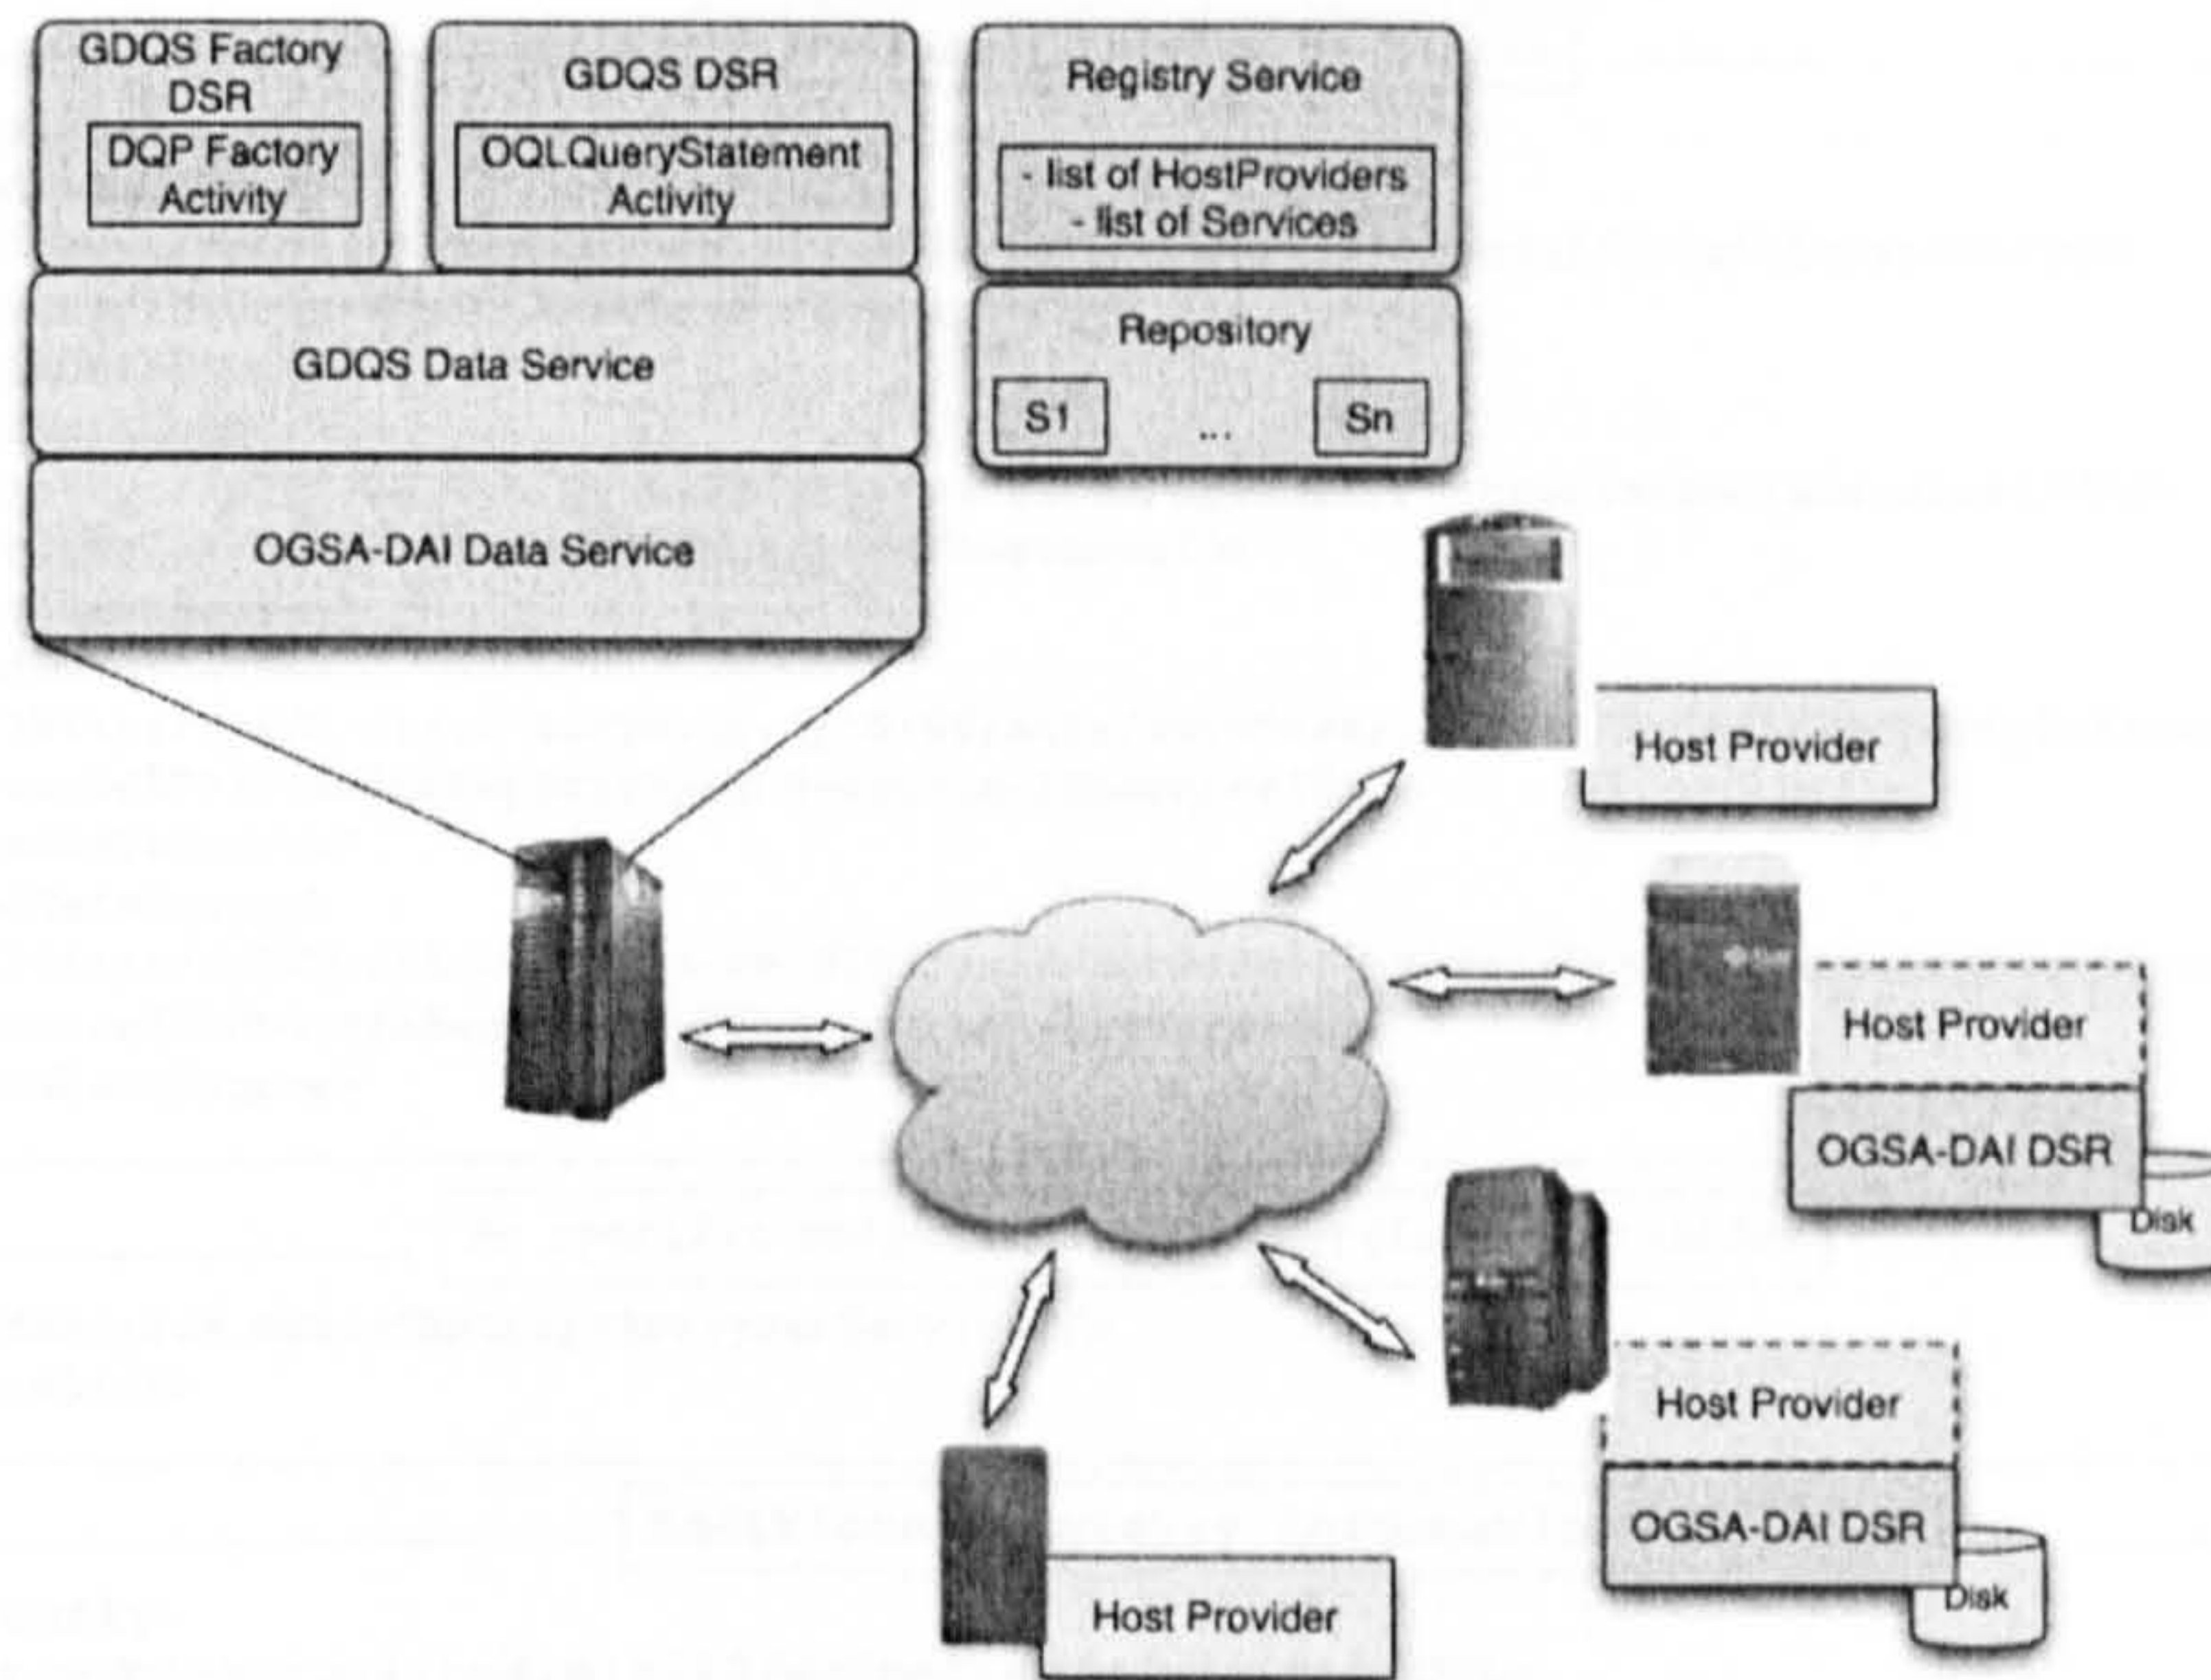 GDQS Factory
DSR
DQP Factory
Activity
GDQS DSR
OQLQueryStatement
Activity
Registry Service
- list of HostProviders
- list of Services
GDQS Data Service
Repository
S1
...
Sn
OGSA-DAI Data Service
Host Provider
Host Provider
OGSA-DAI DSR
Disk
Host Provider
OGSA-DAI DSR
Disk
Host Provider